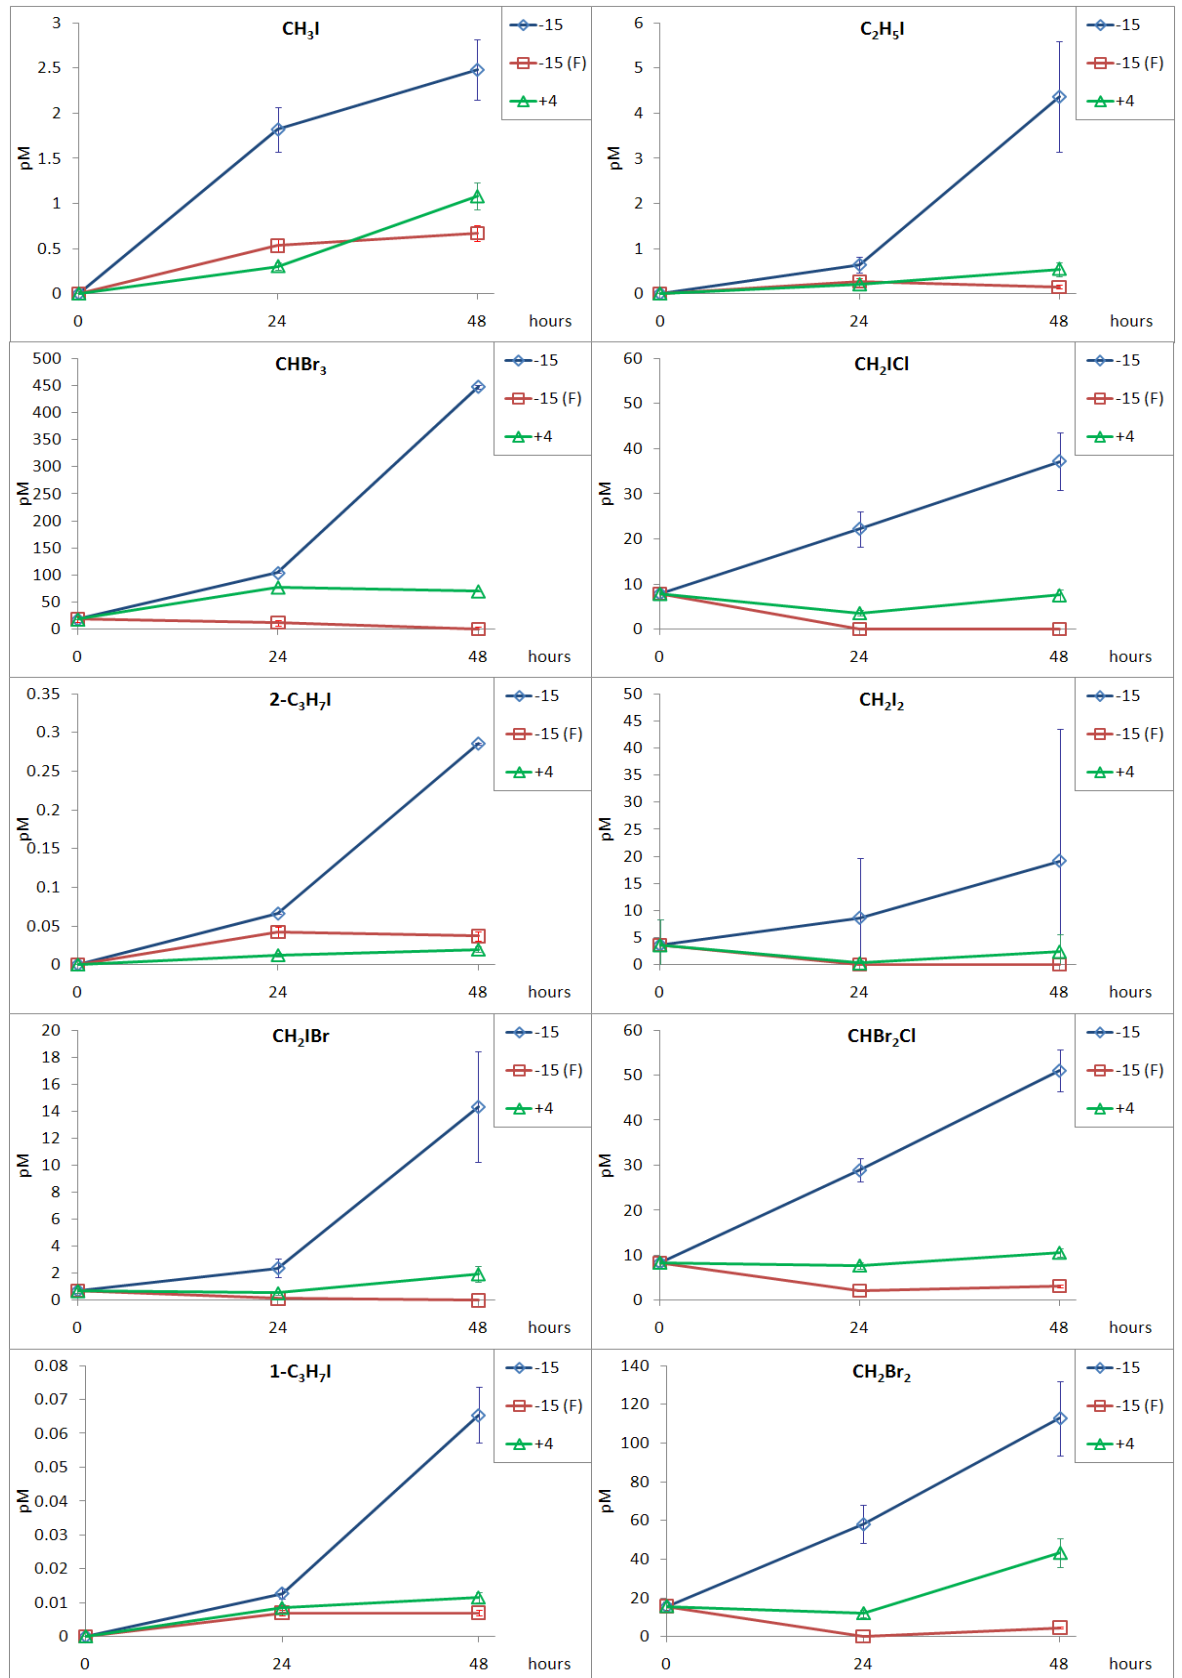 CH₃I
3
2.5
2
1.5
1
0.5
0
pM
0 24 48 hours
-15
-15 (F)
+4
C₂H₅I
6
5
4
3
2
1
0
pM
0 24 48 hours
-15
-15 (F)
+4
CHBr₃
500
450
400
350
300
250
200
150
100
50
0
pM
0 24 48 hours
-15
-15 (F)
+4
CH₂ICl
60
50
40
30
20
10
0
pM
0 24 48 hours
-15
-15 (F)
+4
2-C₃H₇I
0.35
0.3
0.25
0.2
0.15
0.1
0.05
0
pM
0 24 48 hours
-15
-15 (F)
+4
CH₂I₂
50
45
40
35
30
25
20
15
10
5
0
pM
0 24 48 hours
-15
-15 (F)
+4
CH₂IBr
20
18
16
14
12
10
8
6
4
2
0
pM
0 24 48 hours
-15
-15 (F)
+4
CHBr₂Cl
60
50
40
30
20
10
0
pM
0 24 48 hours
-15
-15 (F)
+4
1-C₃H₇I
0.08
0.07
0.06
0.05
0.04
0.03
0.02
0.01
0
pM
0 24 48 hours
-15
-15 (F)
+4
CH₂Br₂
140
120
100
80
60
40
20
0
pM
0 24 48 hours
-15
-15 (F)
+4